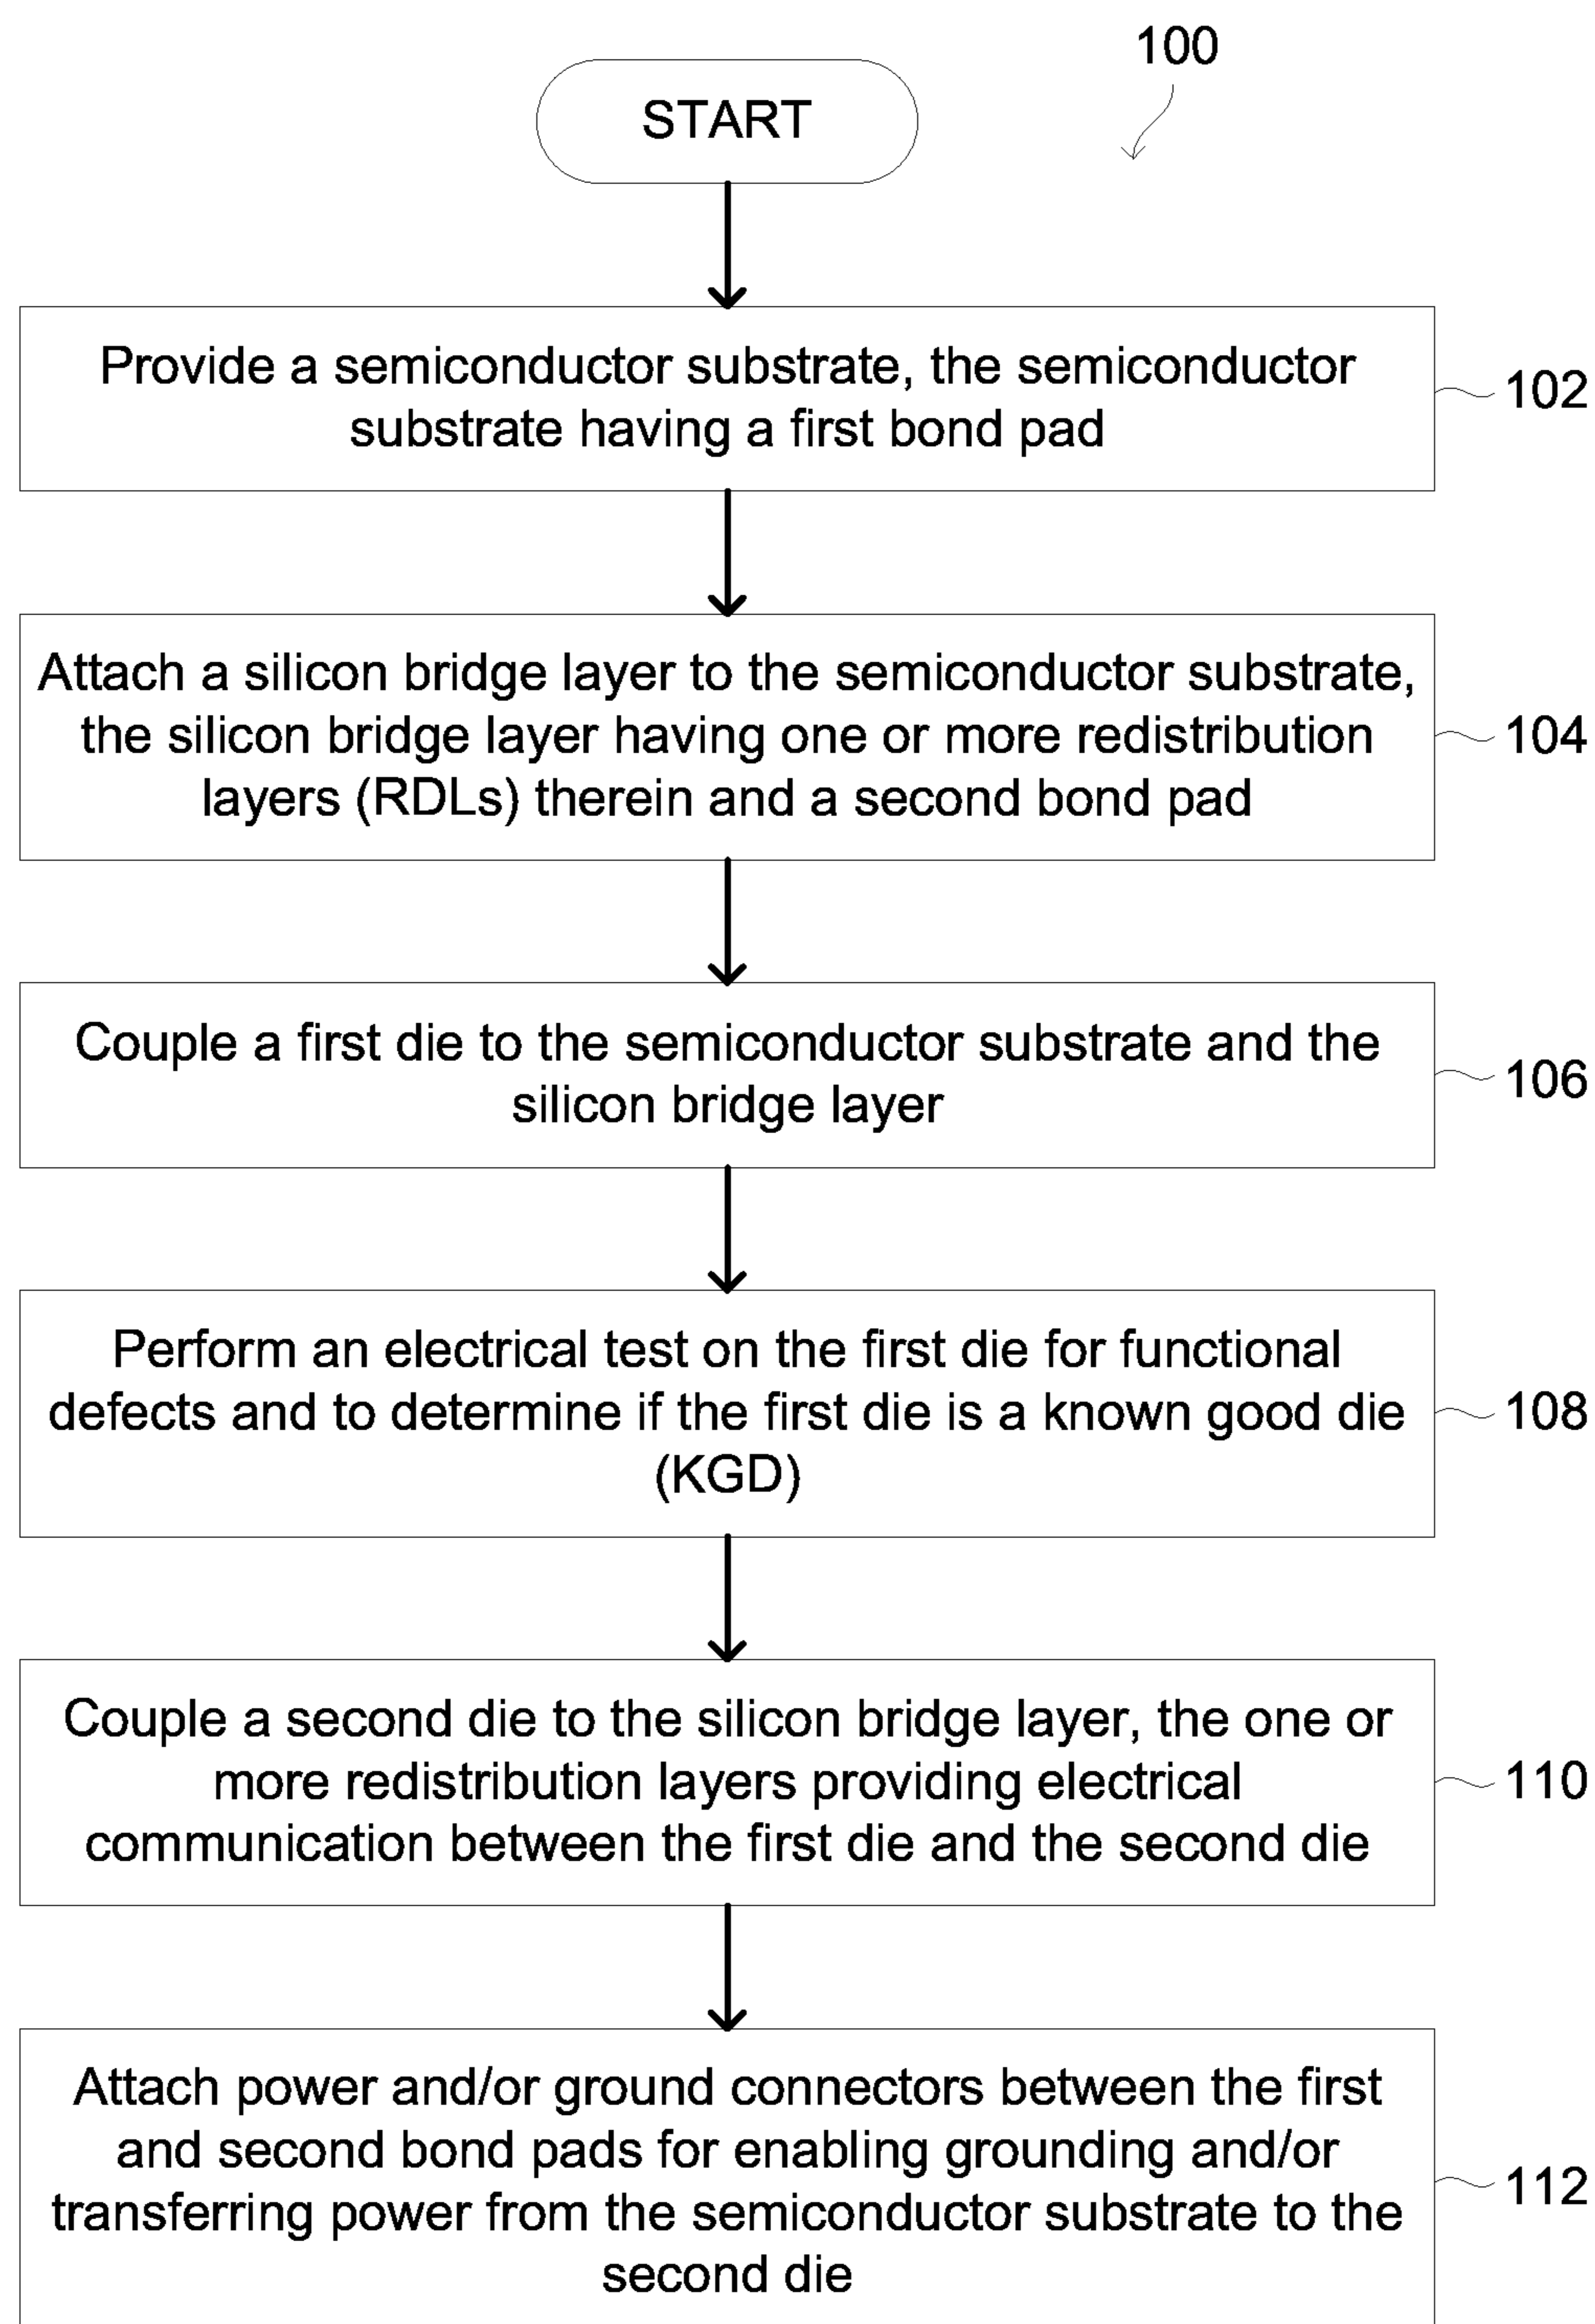 100
START
Provide a semiconductor substrate, the semiconductor
substrate having a first bond pad
102
Attach a silicon bridge layer to the semiconductor substrate,
the silicon bridge layer having one or more redistribution
layers (RDLs) therein and a second bond pad
104
Couple a first die to the semiconductor substrate and the
silicon bridge layer
106
Perform an electrical test on the first die for functional
defects and to determine if the first die is a known good die
(KGD)
108
Couple a second die to the silicon bridge layer, the one or
more redistribution layers providing electrical
communication between the first die and the second die
110
Attach power and/or ground connectors between the first
and second bond pads for enabling grounding and/or
transferring power from the semiconductor substrate to the
second die
112